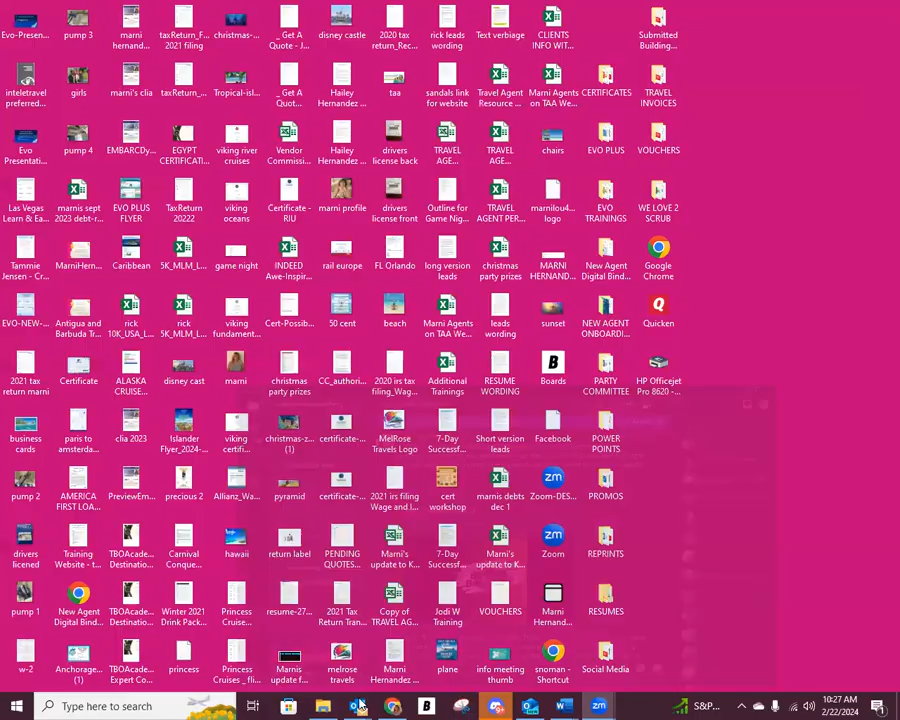 Evo-Presen...
pump 3
marni
hernand...
taxReturn_F...
2021 filing
christmas-...
_ Get A
Quote - J...
disney castle
2020 tax
return_Rec...
rick leads
wording
Text verbiage
CLIENTS
INFO WIT...
Submitted
Building...
inteletravel
preferred...
girls
marni's clia
taxReturn_...
Tropical-isl...
_ Get A
Quot...
Hailey
Hernandez ...
taa
sandals link
for website
Travel Agent
Resource ...
Marni Agents
on TAA We...
CERTIFICATES
TRAVEL
INVOICES
Evo
Presentati...
pump 4
EMBARCDy...
EGYPT
CERTIFICATI...
viking river
cruises
Vendor
Commissi...
Hailey
Hernandez ...
drivers
license back
TRAVEL
AGE...
TRAVEL
AGE...
chairs
EVO PLUS
VOUCHERS
Las Vegas
Learn & Ea...
marnis sept
2023 debt-r...
EVO PLUS
FLYER
TaxReturn
20222
viking
oceans
Certificate -
RIU
marni profile
drivers
license front
Outline for
Game Nig...
TRAVEL
AGENT PER...
marnilou4...
logo
EVO
TRAININGS
WE LOVE 2
SCRUB
Tammie
Jensen - Cr...
MarniHern...
Caribbean
5K_MLM_L...
game night
INDEED
Awe-Inspir...
rail europe
FL Orlando
long version
leads
christmas
party prizes
MARNI
HERNAND...
New Agent
Digital Bind...
Google
Chrome
EVO-NEW-...
Antigua and
Barbuda Tr...
rick
10K_USA_L...
rick
5K_MLM_L...
viking
fundament...
Cert-Possib...
50 cent
beach
Marni Agents
on TAA We...
leads
wording
sunset
NEW AGENT
ONBOARDI...
Quicken
2021 tax
return marni
Certificate
ALASKA
CRUISE...
disney cast
marni
christmas
party prizes
CC_authori...
2020 irs tax
filing_Wag...
Additional
Trainings
RESUME
WORDING
B
Boards
PARTY
COMMITTEE
HP Officejet
Pro 8620 -...
business
cards
paris to
amsterda...
clia 2023
Islander
Flyer_2024-...
viking
certifi...
christmas-z...
(1)
certificate-...
MelRose
Travels Logo
7-Day
Successf...
Short version
leads
Facebook
POWER
POINTS
pump 2
AMERICA
FIRST LOA...
PreviewEm...
precious 2
Allianz_Wa...
pyramid
certificate-...
2021 irs filing
Wage and I...
cert
workshop
marnis debts
dec 1
zm
Zoom-DES...
PROMOS
drivers
licened
Training
Website - t...
TBOAcade...
Destinatio...
Carnival
Conque...
hawaii
return label
PENDING
QUOTES...
Marni's
update to K...
7-Day
Successf...
Marni's
update to K...
zm
Zoom
REPRINTS
pump 1
New Agent
Digital Bind...
TBOAcade...
Destinatio...
Winter 2021
Drink Pack...
Princess
Cruise...
resume-27...
2021 Tax
Return Tran...
Copy of
TRAVEL AG...
Jodi W
Training
VOUCHERS
Marni
Hernand...
RESUMES
w-2
Anchorage...
(1)
TBOAcade...
Expert Co...
princess
Princess
Cruises _ fli...
Marnis
update f...
melrose
travels
Marni
Hernandez ...
plane
info meeting
thumb
snoman -
Shortcut
Social Media
Type here to search
B
zm
S&P...
10:27 AM
2/22/2024